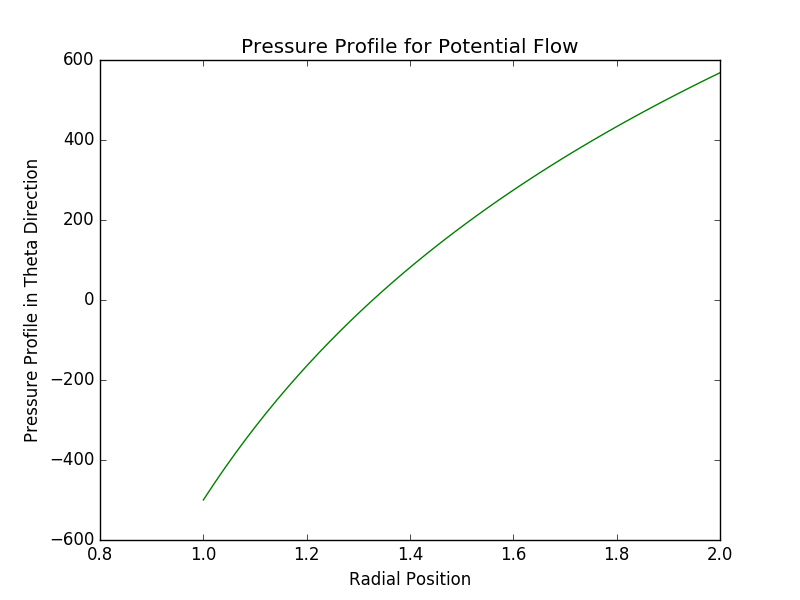 Pressure Profile for Potential Flow
600
400
200
0
−200
−400
−600
Pressure Profile in Theta Direction
0.8 1.0 1.2 1.4 1.6 1.8 2.0
Radial Position